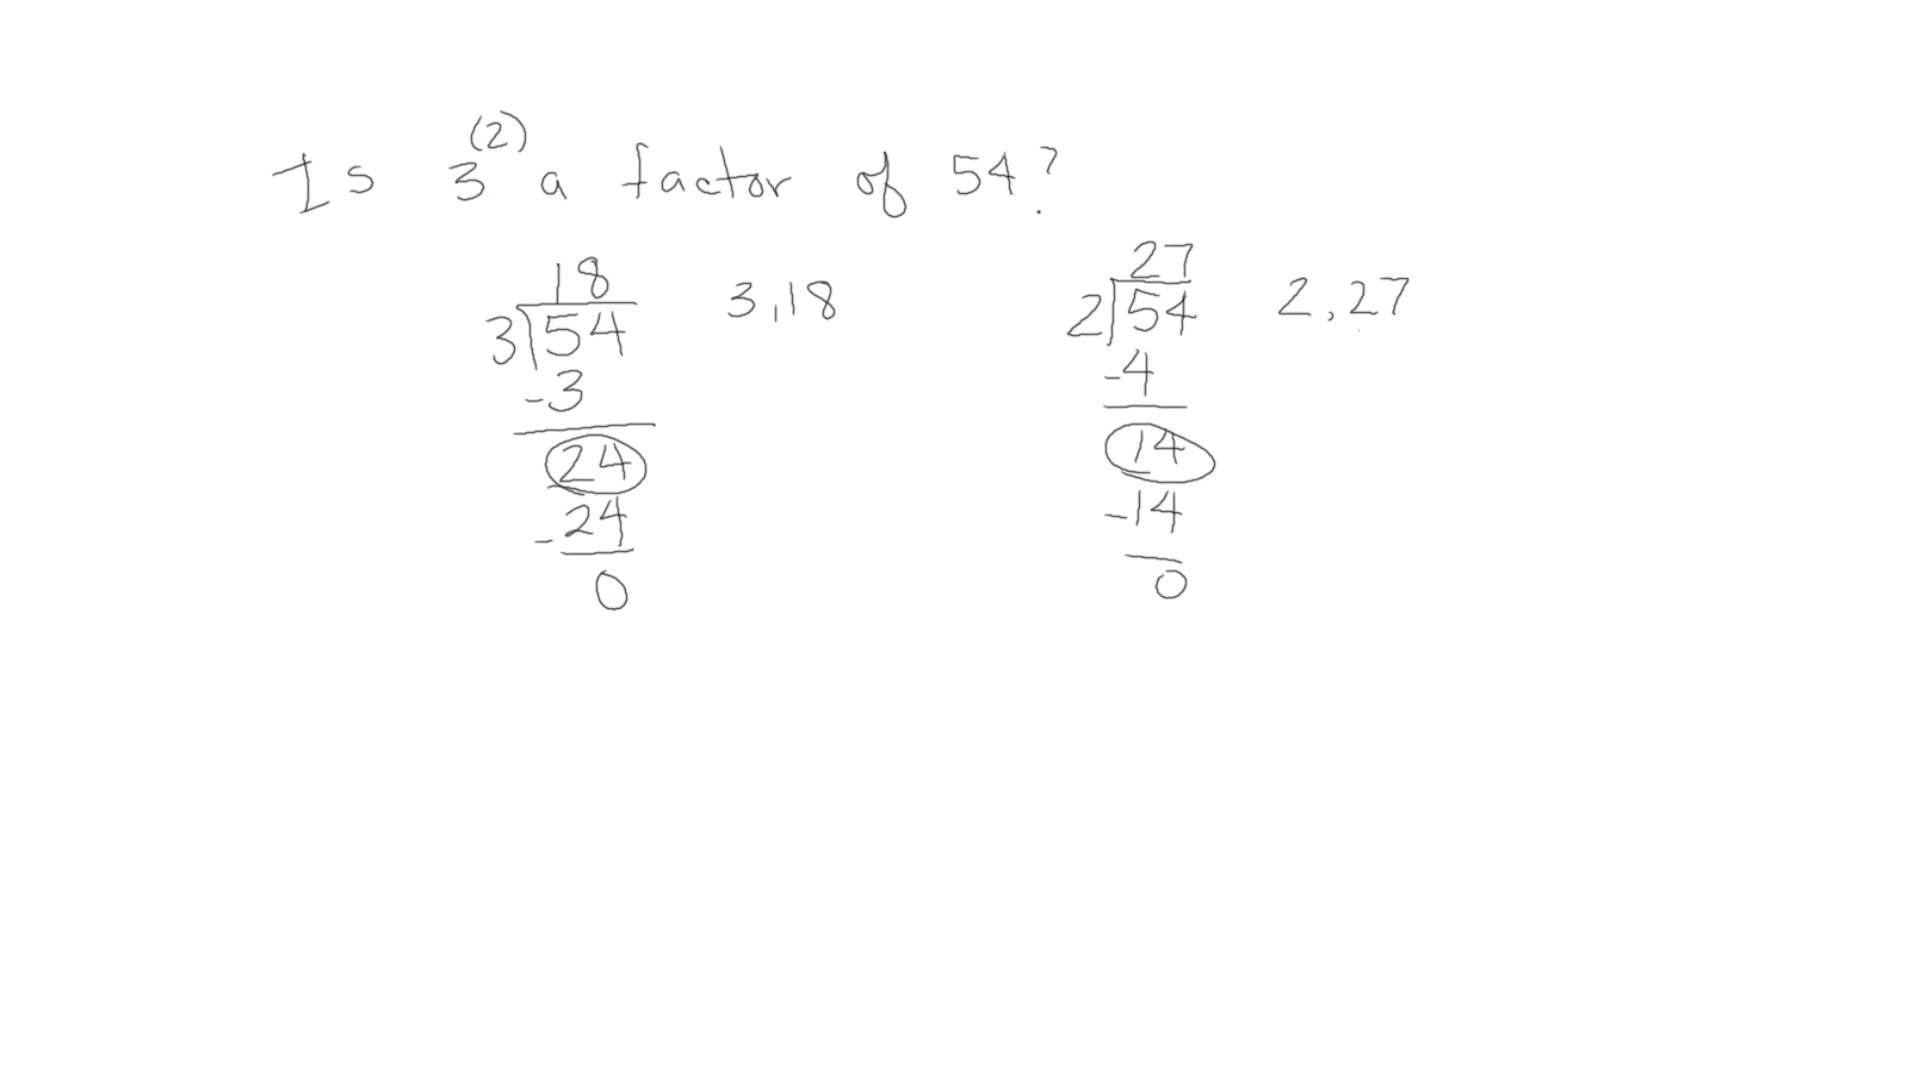 Is 3^(2) a factor of 54?
18 27
3)54 3,18 2)54 2,27
-3 -4
24 14
-24 -14
0 0